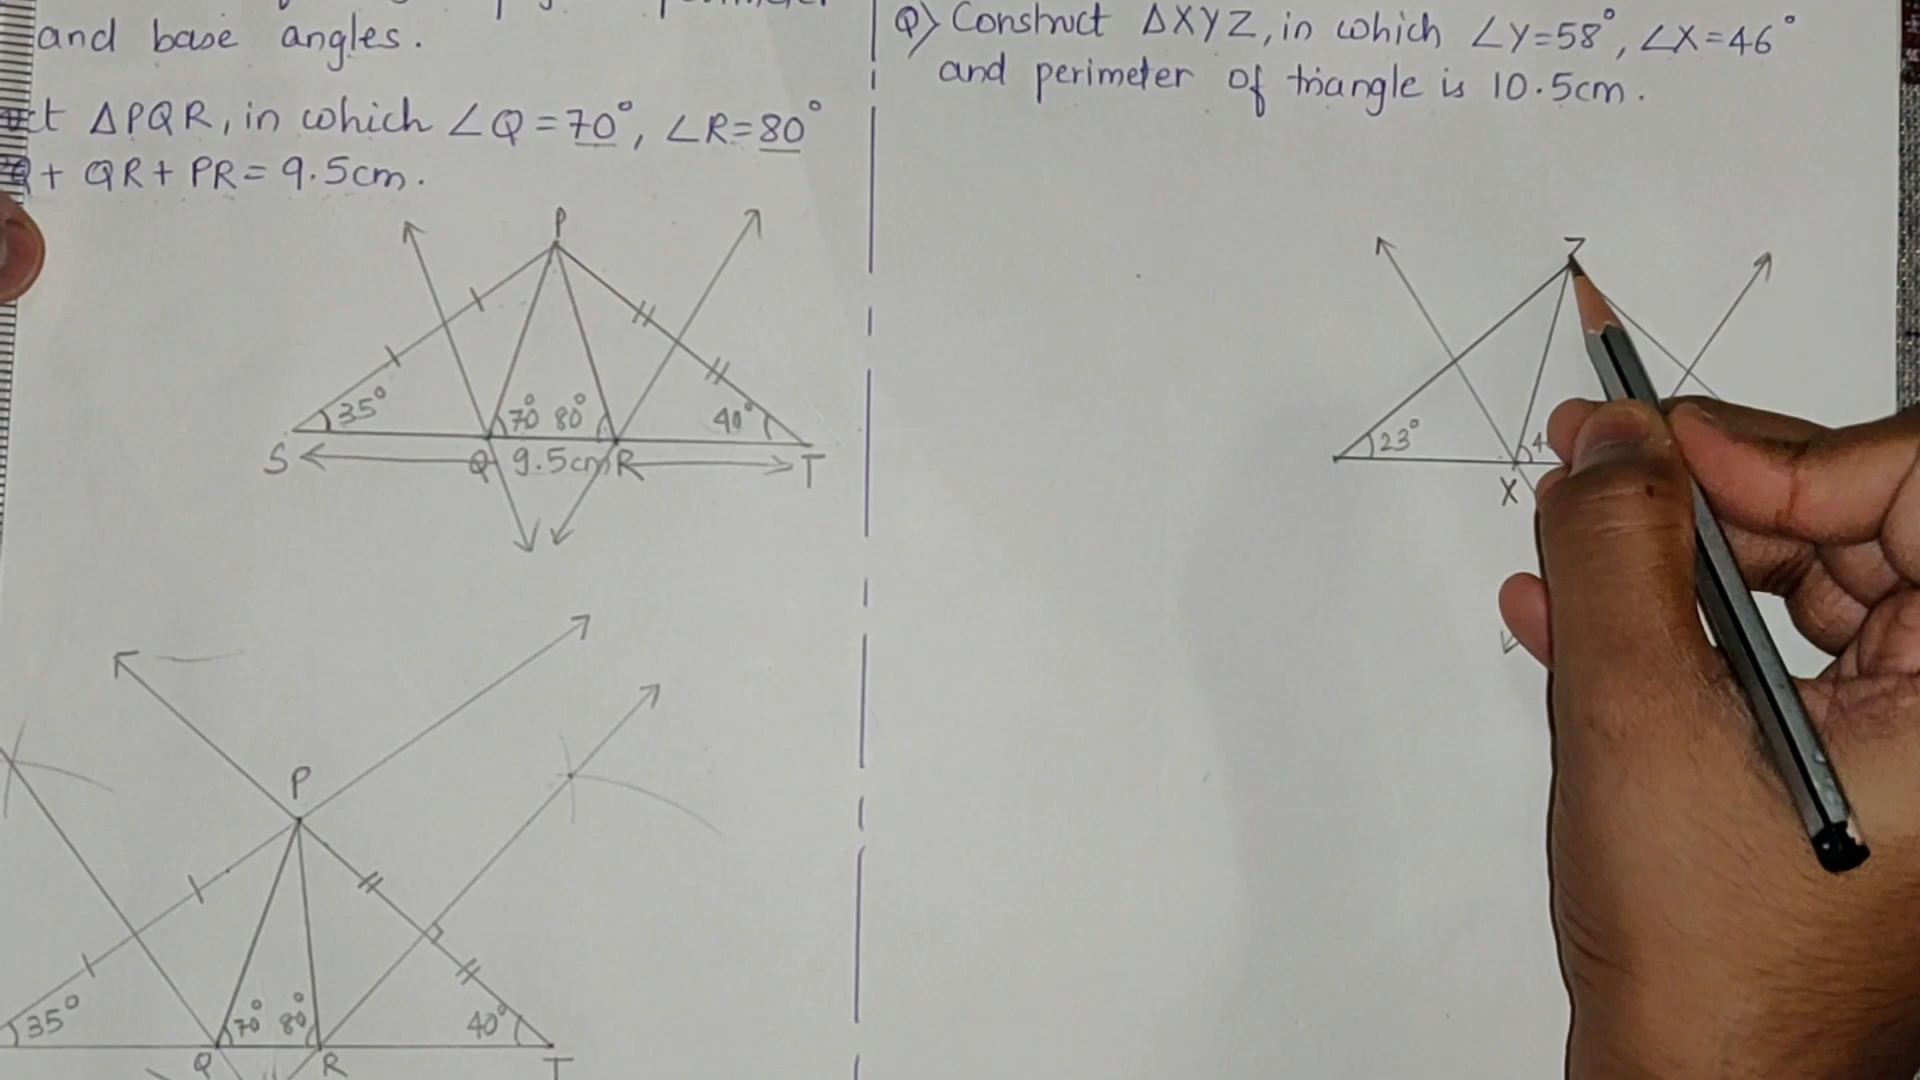 and base angles.
ΔPQR, in which ∠Q = 70°, ∠R = 80°
+ QR + PR = 9.5cm.
P
35°
70° 80°
40°
S
Q
9.5cm
R
T
P
35°
70° 80°
40°
Q
R
T
Q) Construct ΔXYZ, in which ∠Y=58°, ∠X=46°
and perimeter of triangle is 10.5cm.
Z
23°
X